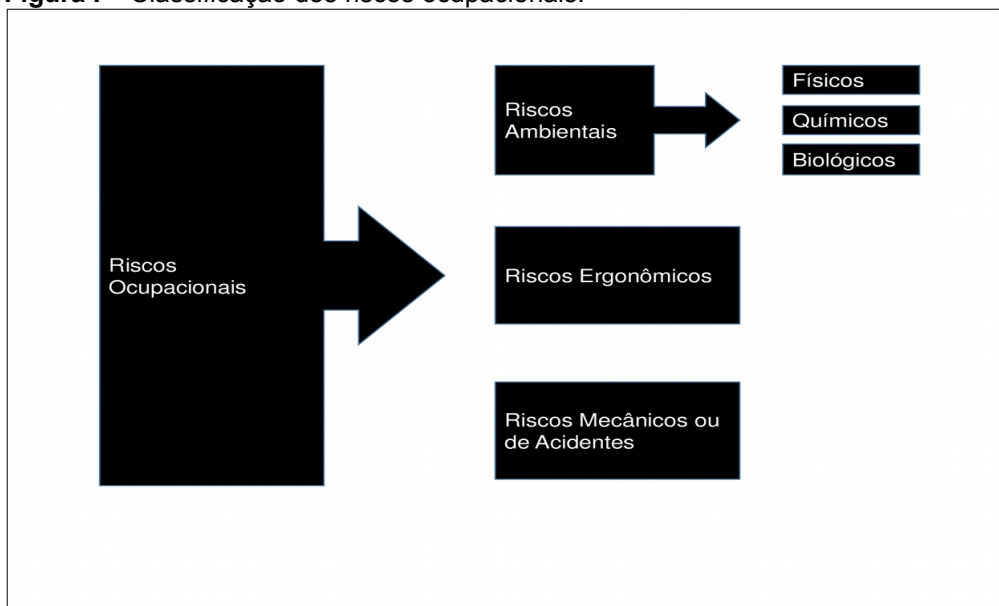 Riscos
Ocupacionais
Riscos
Ambientais
Físicos
Químicos
Biológicos
Riscos Ergonômicos
Riscos Mecânicos ou
de Acidentes